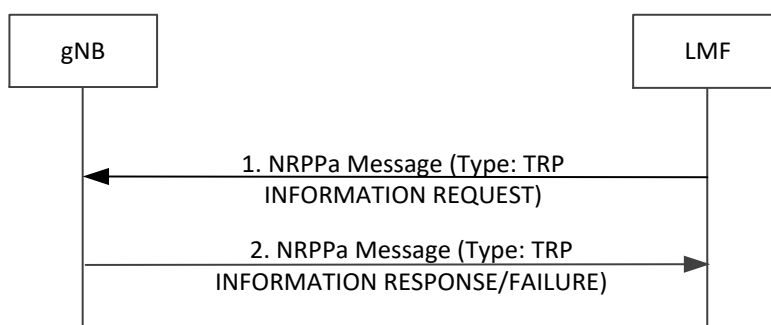 gNB
LMF
1. NRPPa Message (Type: TRP
INFORMATION REQUEST)
2. NRPPa Message (Type: TRP
INFORMATION RESPONSE/FAILURE)